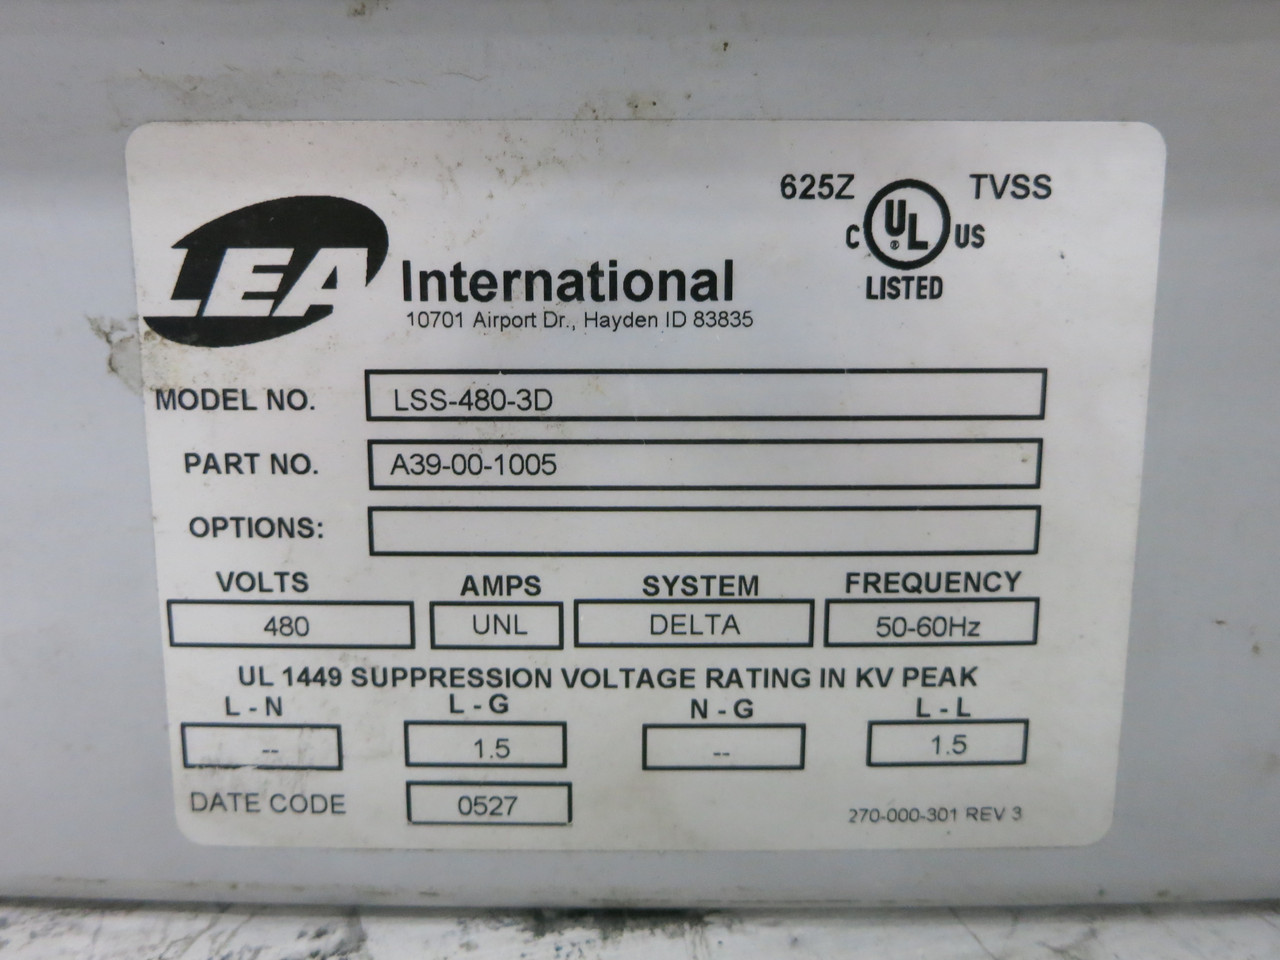 625Z TVSS
C UL ® US
LISTED
LEA International
10701 Airport Dr., Hayden ID 83835
MODEL NO. LSS-480-3D
PART NO. A39-00-1005
OPTIONS:
VOLTS AMPS SYSTEM FREQUENCY
480 UNL DELTA 50-60Hz
UL 1449 SUPPRESSION VOLTAGE RATING IN KV PEAK
L - N L - G N - G L - L
-- 1.5 -- 1.5
DATE CODE 0527
270-000-301 REV 3